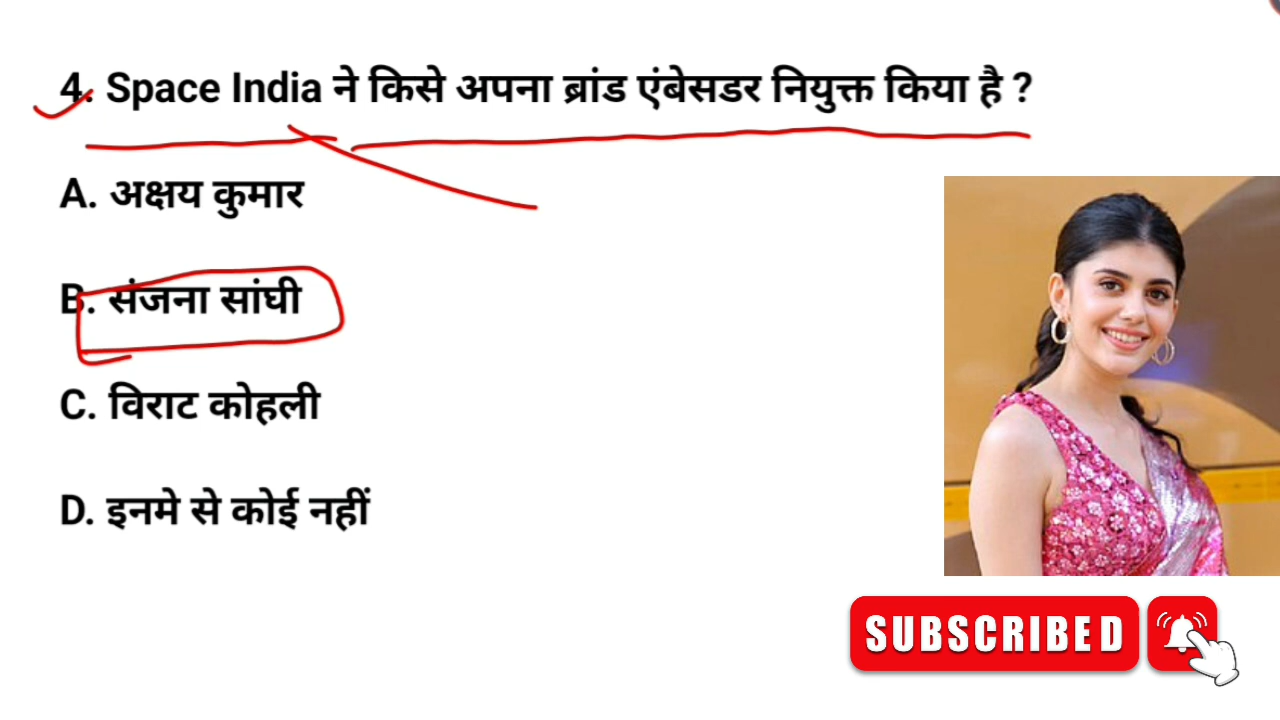 4. Space India ने किसे अपना ब्रांड एंबेसडर नियुक्त किया है ?
A. अक्षय कुमार
B. संजना सांघी
C. विराट कोहली
D. इनमे से कोई नहीं
SUBSCRIBED